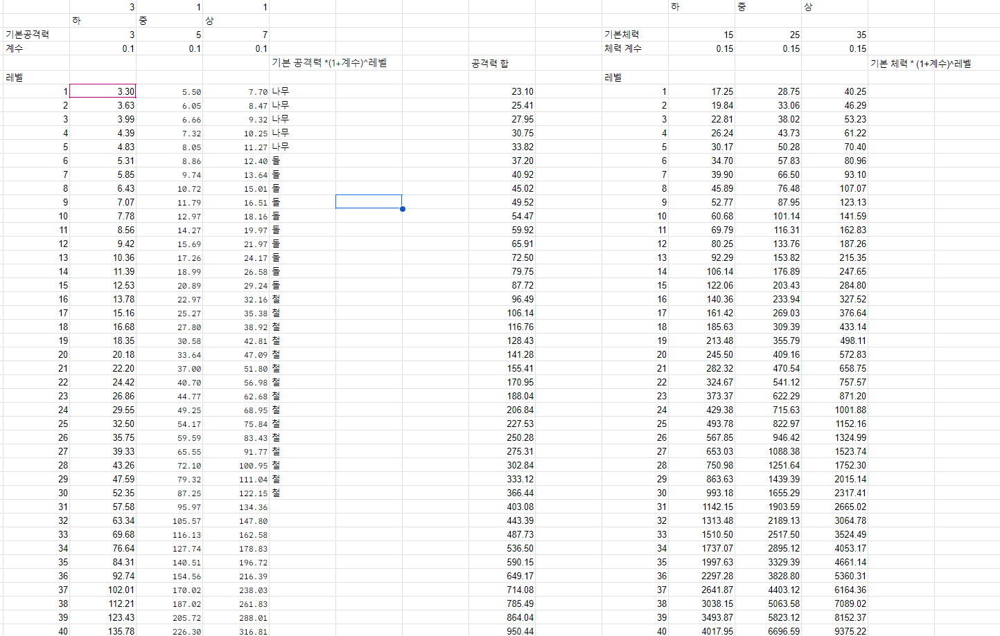 3 1 1 하 중 상
하 중 상
기본공격력 3 5 7 기본체력 15 25 35
계수 0.1 0.1 0.1 체력 계수 0.15 0.15 0.15
기본 공격력 *(1+계수)^레벨 공격력 합 기본 체력 * (1+계수)^레벨
레벨 레벨
1 3.30 5.50 7.70 나무 23.10 1 17.25 28.75 40.25
2 3.63 6.05 8.47 나무 25.41 2 19.84 33.06 46.29
3 3.99 6.66 9.32 나무 27.95 3 22.81 38.02 53.23
4 4.39 7.32 10.25 나무 30.75 4 26.24 43.73 61.22
5 4.83 8.05 11.27 나무 33.82 5 30.17 50.28 70.40
6 5.31 8.86 12.40 돌 37.20 6 34.70 57.83 80.96
7 5.85 9.74 13.64 돌 40.92 7 39.90 66.50 93.10
8 6.43 10.72 15.01 돌 45.02 8 45.89 76.48 107.07
9 7.07 11.79 16.51 돌 49.52 9 52.77 87.95 123.13
10 7.78 12.97 18.16 돌 54.47 10 60.68 101.14 141.59
11 8.56 14.27 19.97 돌 59.92 11 69.79 116.31 162.83
12 9.42 15.69 21.97 돌 65.91 12 80.25 133.76 187.26
13 10.36 17.26 24.17 돌 72.50 13 92.29 153.82 215.35
14 11.39 18.99 26.58 돌 79.75 14 106.14 176.89 247.65
15 12.53 20.89 29.24 돌 87.72 15 122.06 203.43 284.80
16 13.78 22.97 32.16 철 96.49 16 140.36 233.94 327.52
17 15.16 25.27 35.38 철 106.14 17 161.42 269.03 376.64
18 16.68 27.80 38.92 철 116.76 18 185.63 309.39 433.14
19 18.35 30.58 42.81 철 128.43 19 213.48 355.79 498.11
20 20.18 33.64 47.09 철 141.28 20 245.50 409.16 572.83
21 22.20 37.00 51.80 철 155.41 21 282.32 470.54 658.75
22 24.42 40.70 56.98 철 170.95 22 324.67 541.12 757.57
23 26.86 44.77 62.68 철 188.04 23 373.37 622.29 871.20
24 29.55 49.25 68.95 철 206.84 24 429.38 715.63 1001.88
25 32.50 54.17 75.84 철 227.53 25 493.78 822.97 1152.16
26 35.75 59.59 83.43 철 250.28 26 567.85 946.42 1324.99
27 39.33 65.55 91.77 철 275.31 27 653.03 1088.38 1523.74
28 43.26 72.10 100.95 철 302.84 28 750.98 1251.64 1752.30
29 47.59 79.32 111.04 철 333.12 29 863.63 1439.39 2015.14
30 52.35 87.25 122.15 철 366.44 30 993.18 1655.29 2317.41
31 57.58 95.97 134.36 403.08 31 1142.15 1903.59 2665.02
32 63.34 105.57 147.80 443.39 32 1313.48 2189.13 3064.78
33 69.68 116.13 162.58 487.73 33 1510.50 2517.50 3524.49
34 76.64 127.74 178.83 536.50 34 1737.07 2895.12 4053.17
35 84.31 140.51 196.72 590.15 35 1997.63 3329.39 4661.14
36 92.74 154.56 216.39 649.17 36 2297.28 3828.80 5360.31
37 102.01 170.02 238.03 714.08 37 2641.87 4403.12 6164.36
38 112.21 187.02 261.83 785.49 38 3038.15 5063.58 7089.02
39 123.43 205.72 288.01 864.04 39 3493.87 5823.12 8152.37
40 135.78 226.30 316.81 950.44 40 4017.95 6696.59 9375.22